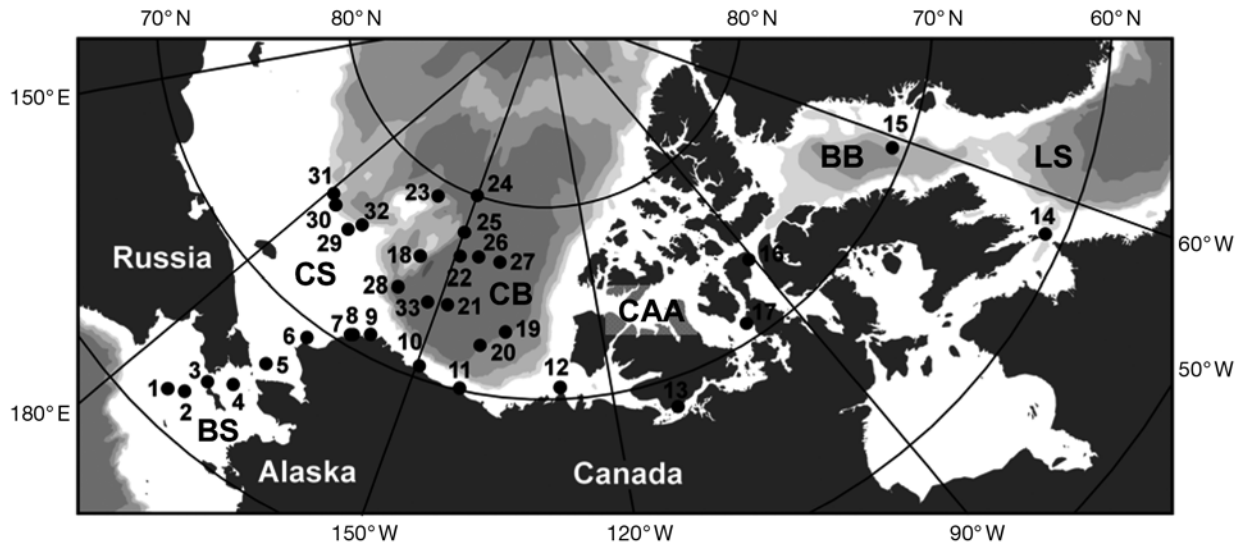 70°N 80°N 80°N 70°N 60°N
150°E
15
BB LS
31 23 24
30 32 25 14
29 26
Russia 18 16 60°W
CS 22 27
28 CB
33 21 CAA 17
8 19
6 7 9
10 20
3 5 11 12 50°W
1 13
2 4
180°E BS
Alaska Canada
150°W 120°W 90°W